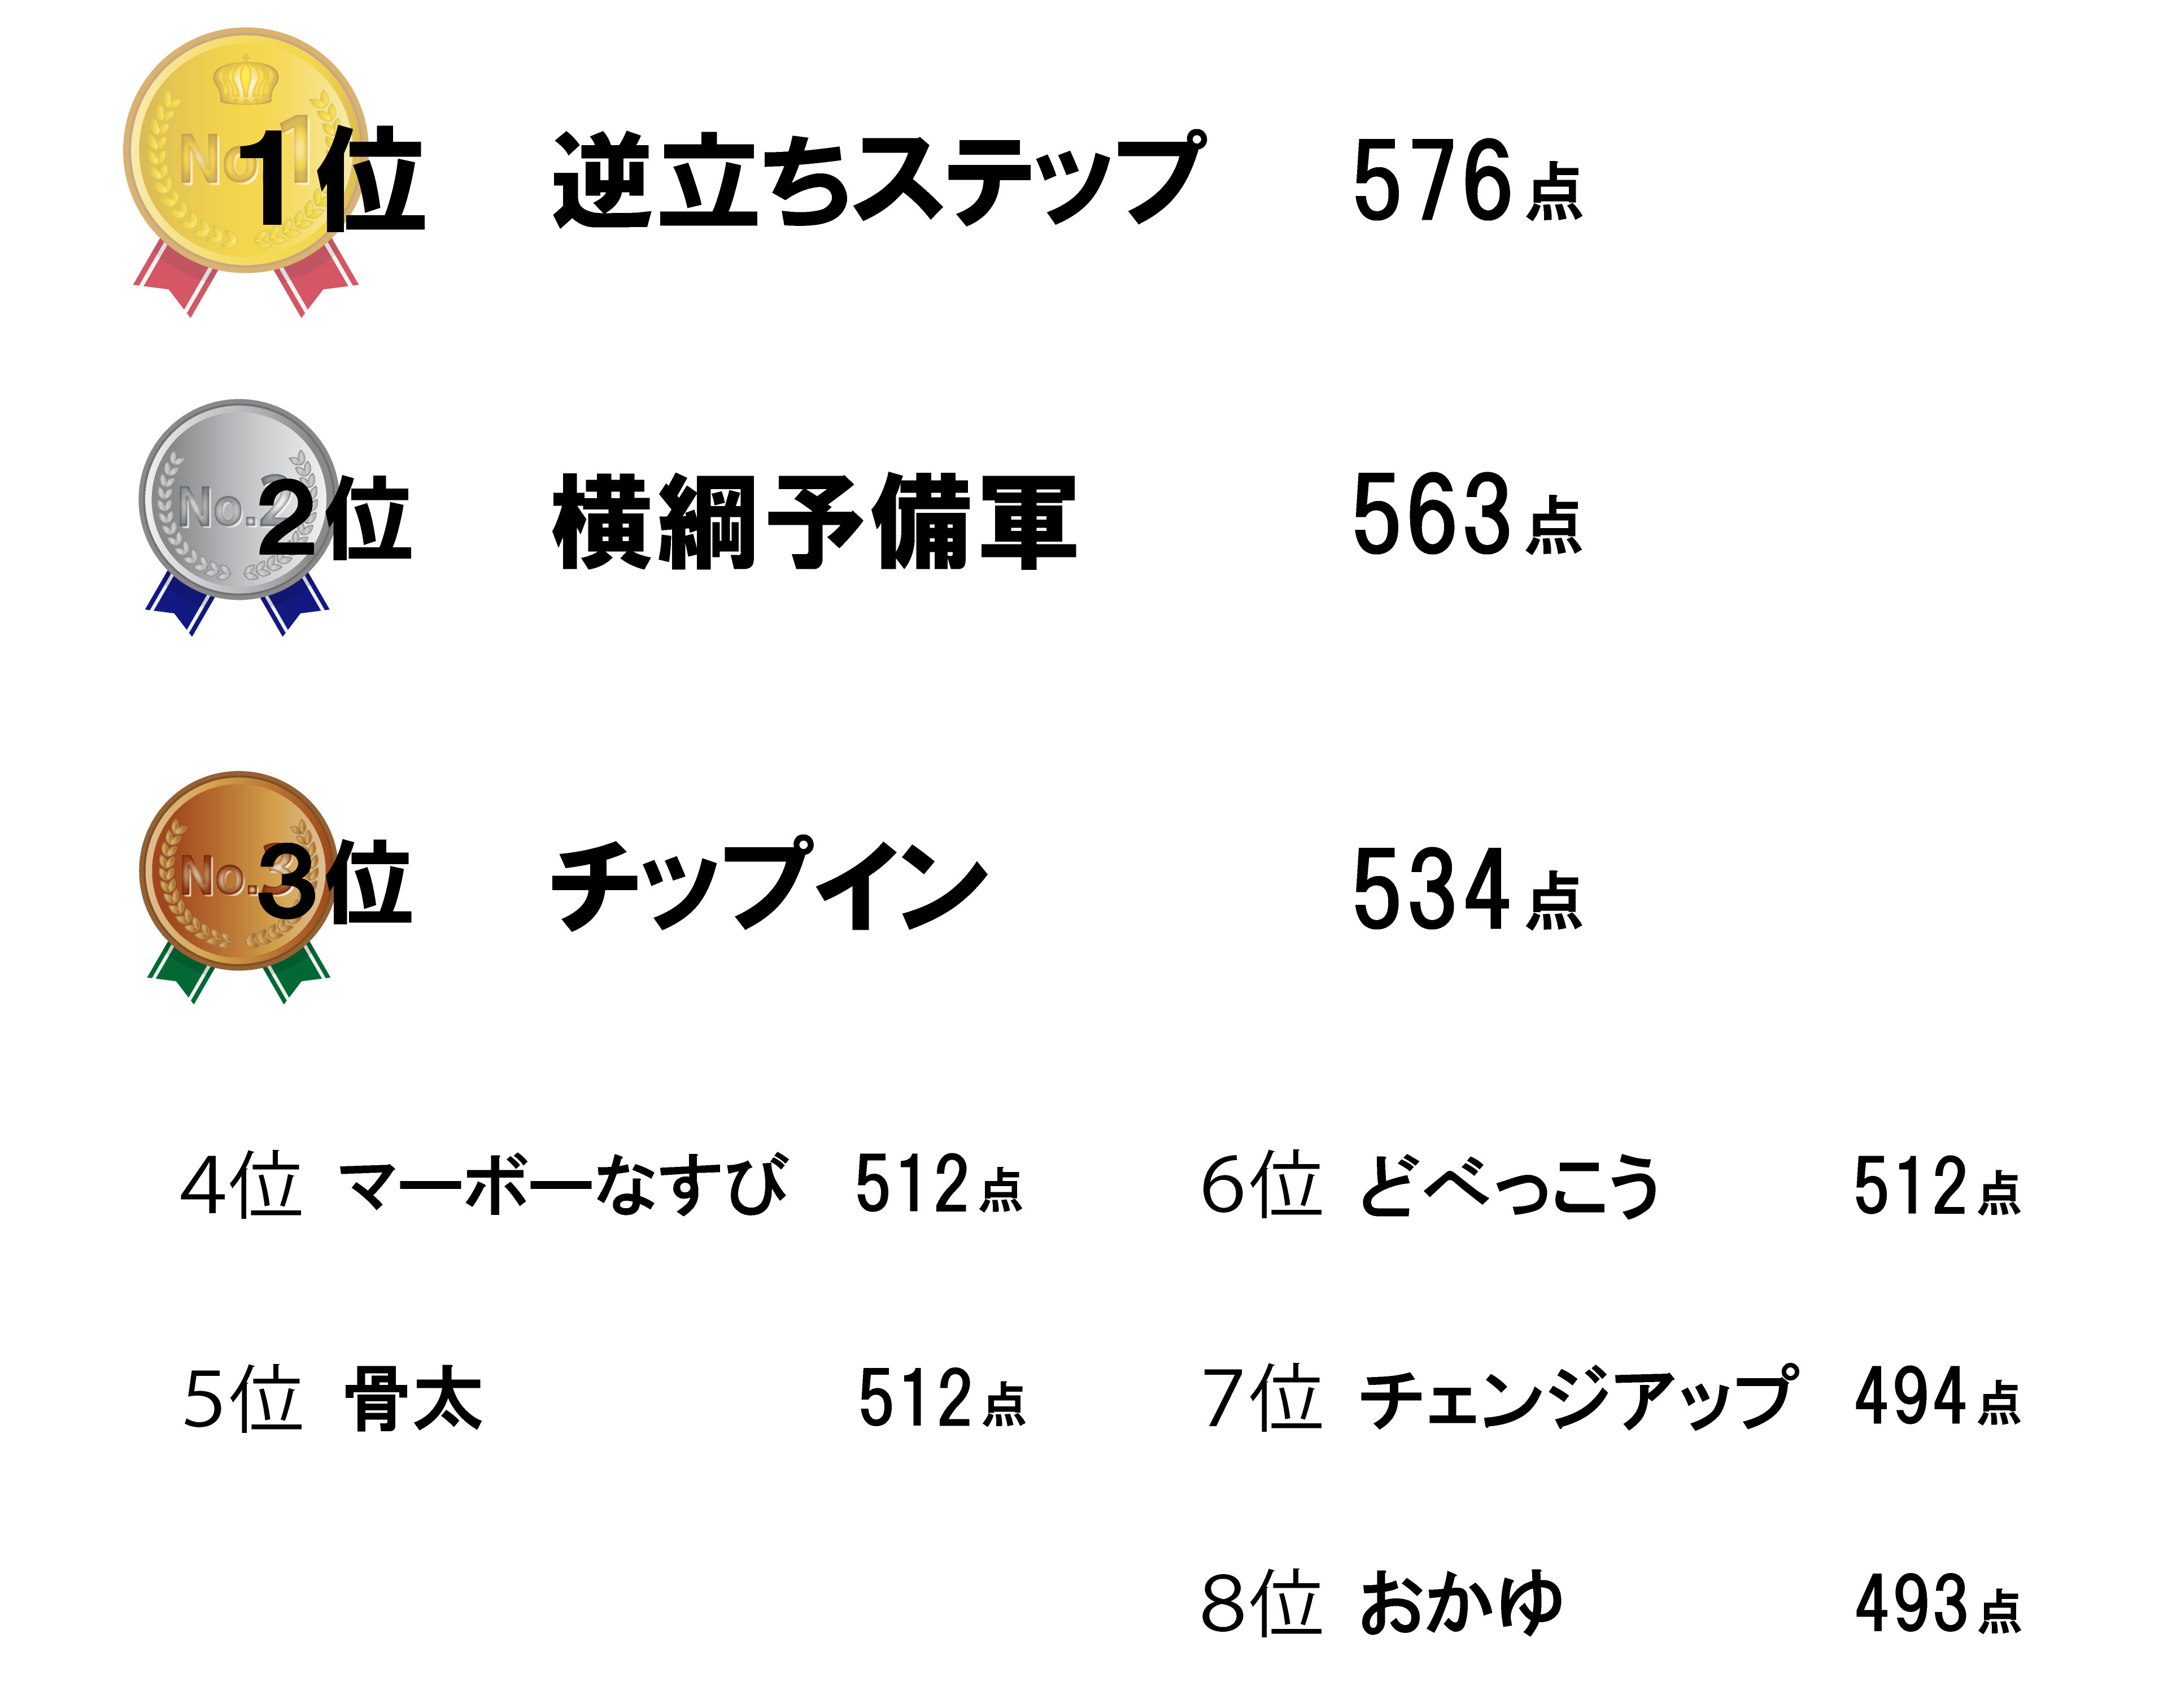 No.1 1位 逆立ちステップ 576点
No.2 2位 横綱予備軍 563点
No.3 3位 チップイン 534点
4位 マーボーなすび 512点
5位 骨太 512点
6位 どべっこう 512点
7位 チェンジアップ 494点
8位 おかゆ 493点